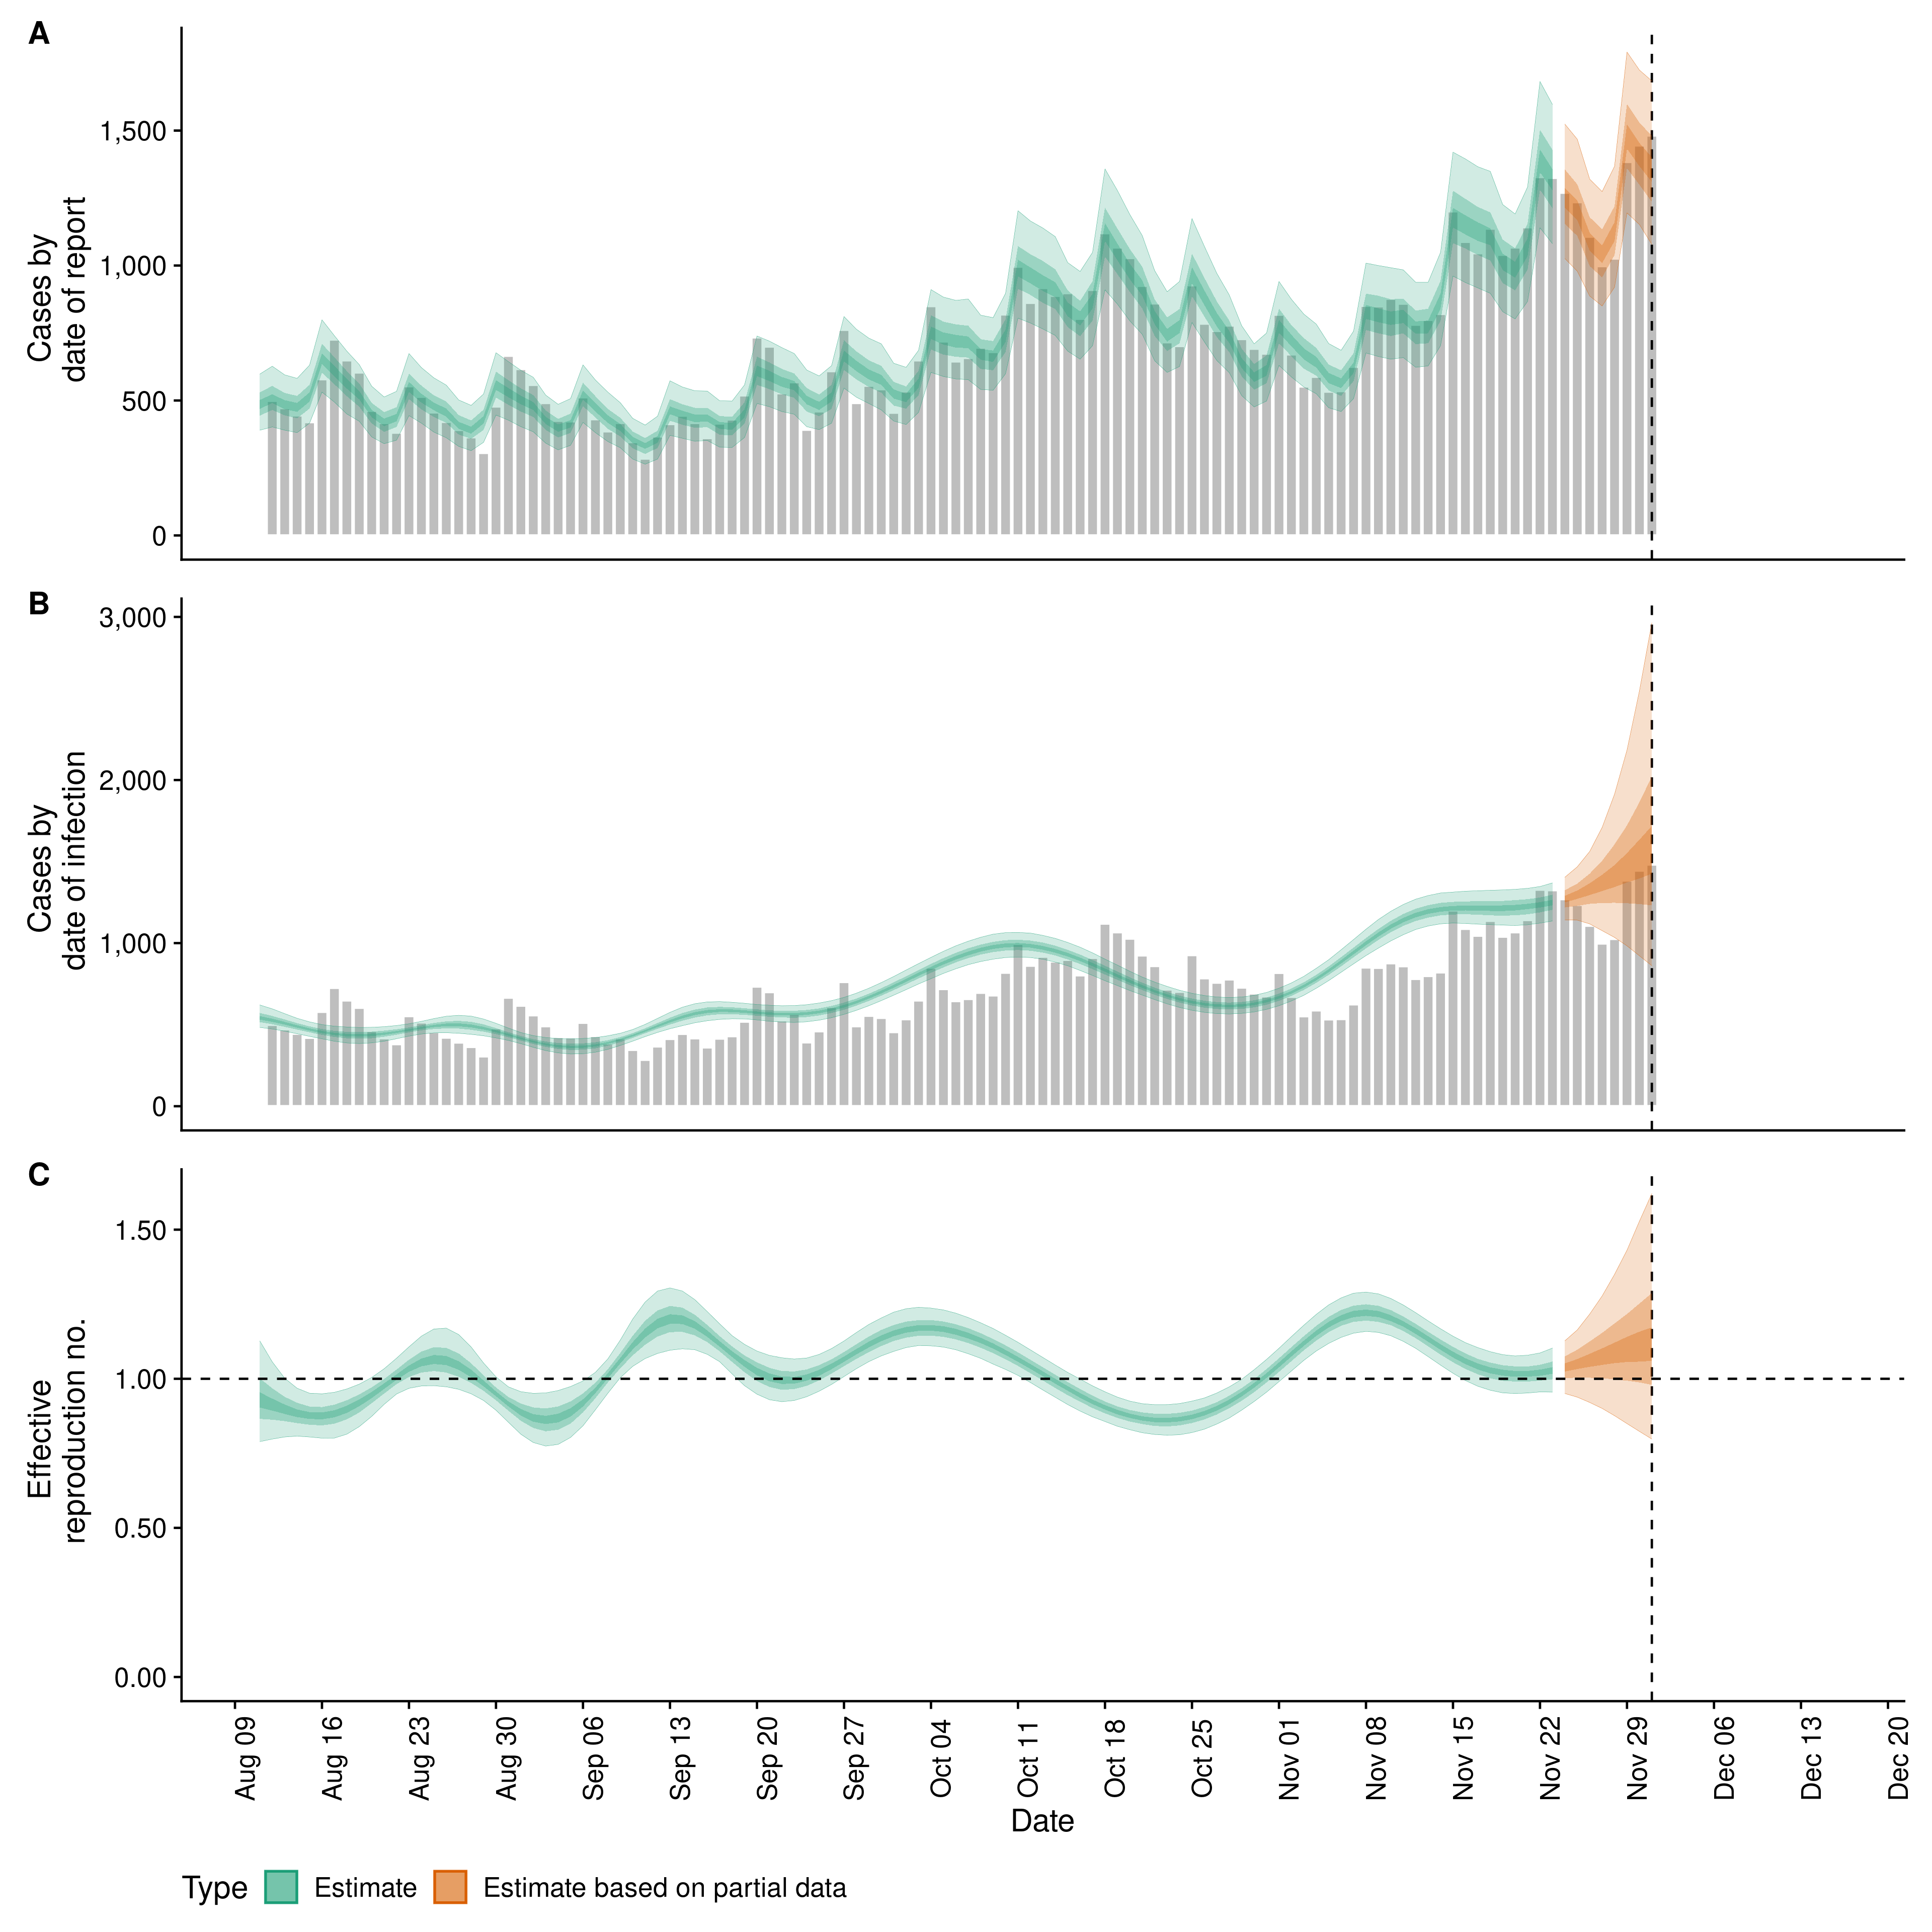 A
Cases by
date of report
1,500
1,000
500
0
B
Cases by
date of infection
3,000
2,000
1,000
0
C
Effective
reproduction no.
1.50
1.00
0.50
0.00
Aug 09
Aug 16
Aug 23
Aug 30
Sep 06
Sep 13
Sep 20
Sep 27
Oct 04
Oct 11
Oct 18
Oct 25
Nov 01
Nov 08
Nov 15
Nov 22
Nov 29
Dec 06
Dec 13
Dec 20
Date
Type Estimate Estimate based on partial data